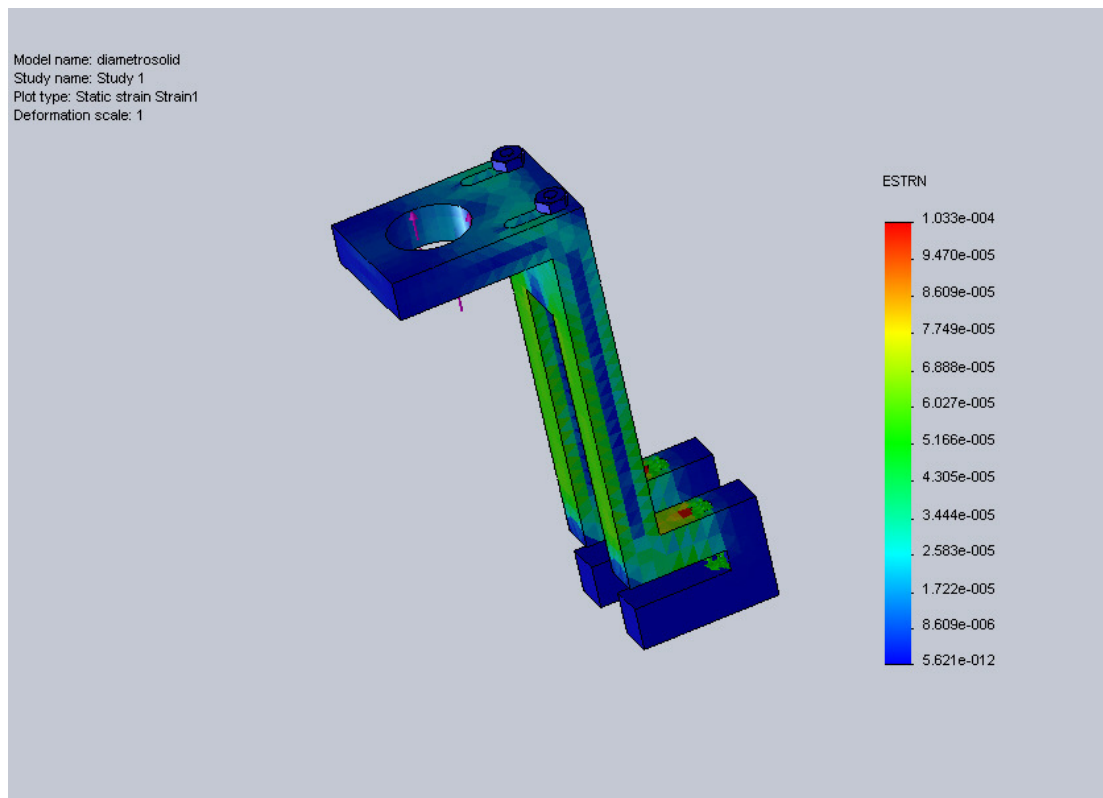 Model name: diametrosolid
Study name: Study 1
Plot type: Static strain Strain1
Deformation scale: 1
ESTRN
1.033e-004
9.470e-005
8.609e-005
7.749e-005
6.888e-005
6.027e-005
5.166e-005
4.305e-005
3.444e-005
2.583e-005
1.722e-005
8.609e-006
5.621e-012